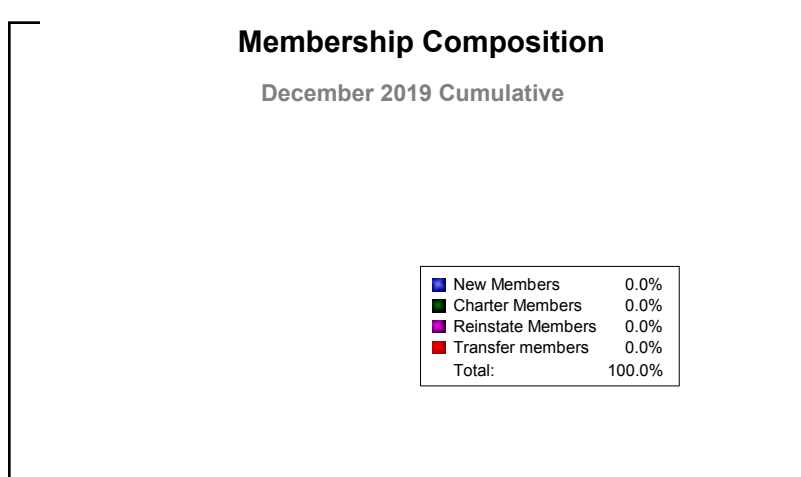 Membership Composition
December 2019 Cumulative
New Members 0.0%
Charter Members 0.0%
Reinstate Members 0.0%
Transfer members 0.0%
Total: 100.0%